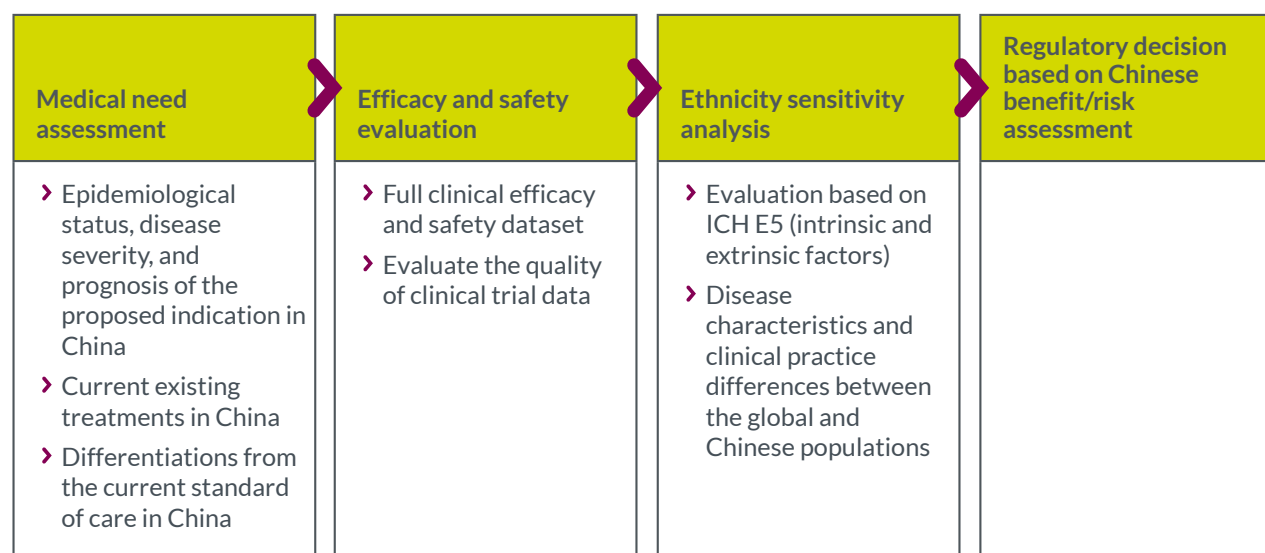 Medical need
assessment
Epidemiological
status, disease
severity, and
prognosis of the
proposed indication in
China
Current existing
treatments in China
Differentiations from
the current standard
of care in China
Efficacy and safety
evaluation
Full clinical efficacy
and safety dataset
Evaluate the quality
of clinical trial data
Ethnicity sensitivity
analysis
Evaluation based on
ICH E5 (intrinsic and
extrinsic factors)
Disease
characteristics and
clinical practice
differences between
the global and
Chinese populations
Regulatory decision
based on Chinese
benefit/risk
assessment